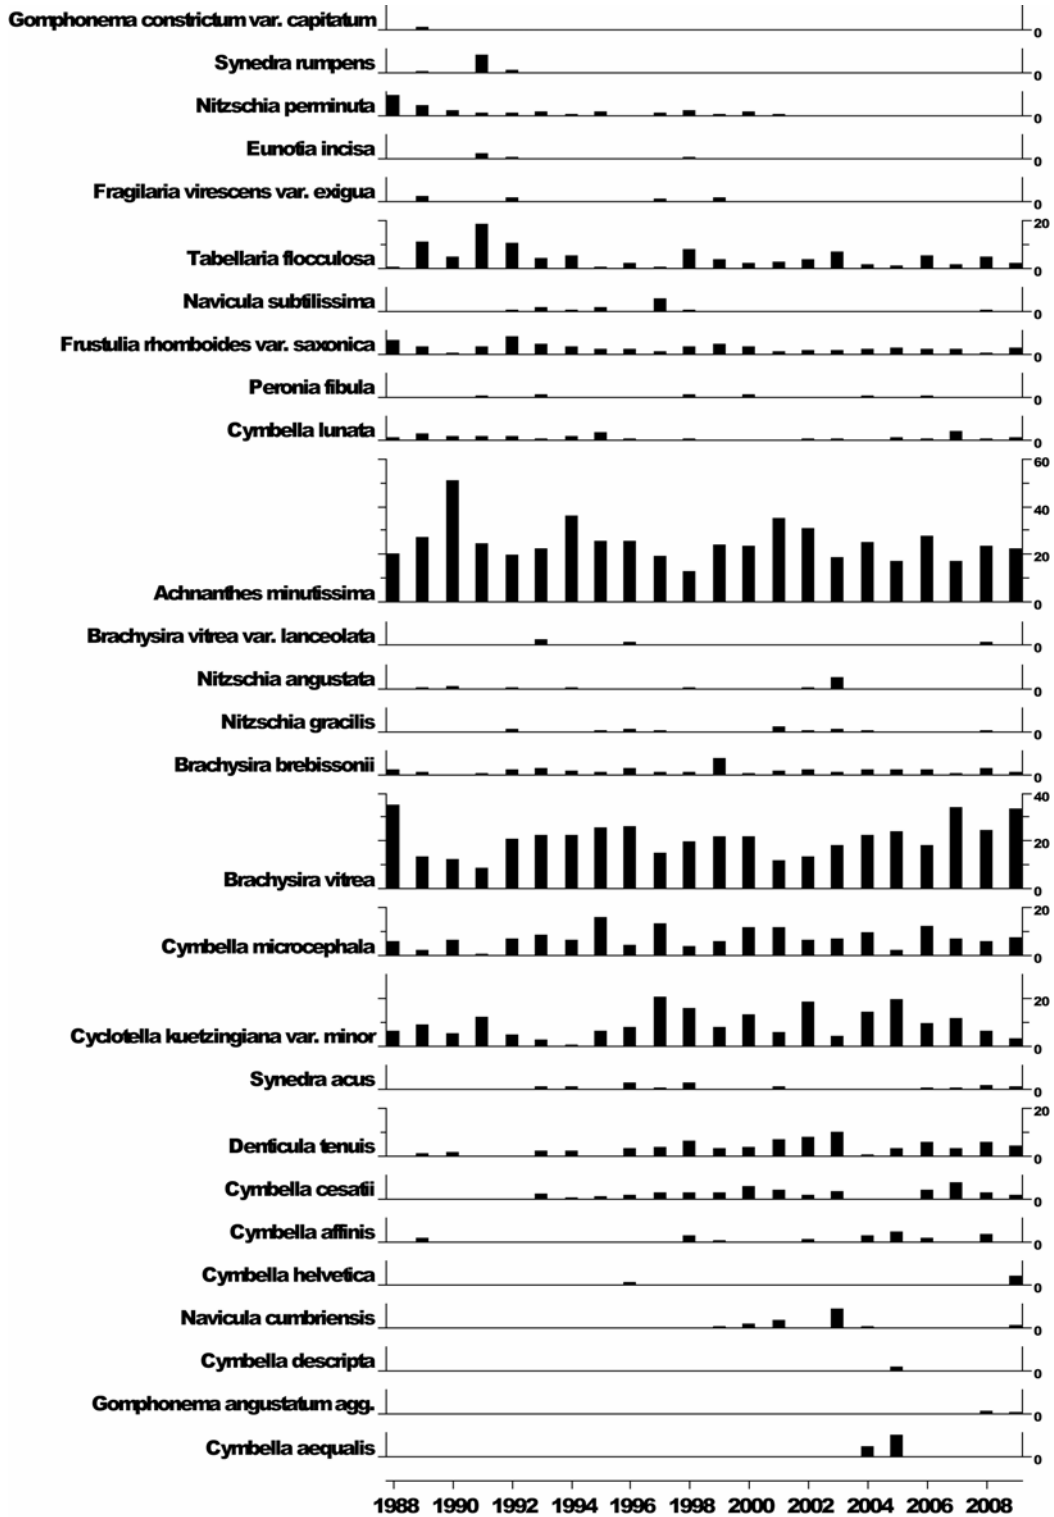 Gomphonema constrictum var. capitatum 0
Synedra rumpens 0
Nitzschia perminuta 0
Eunotia incisa 0
Fragilaria virescens var. exigua 0
20
Tabellaria flocculosa 0
Navicula subtilissima 0
Frustulia rhomboides var. saxonica 0
Peronia fibula 0
Cymbella lunata 0
60
40
20
Achnanthes minutissima 0
Brachysira vitrea var. lanceolata 0
Nitzschia angustata 0
Nitzschia gracilis 0
Brachysira brebissonii 0
40
20
Brachysira vitrea 0
20
Cymbella microcephala 0
20
Cyclotella kuetzingiana var. minor 0
Synedra acus 0
20
Denticula tenuis 0
Cymbella cesatii 0
Cymbella affinis 0
Cymbella helvetica 0
Navicula cumbriensis 0
Cymbella descripta 0
Gomphonema angustatum agg. 0
Cymbella aequalis 0
1988 1990 1992 1994 1996 1998 2000 2002 2004 2006 2008